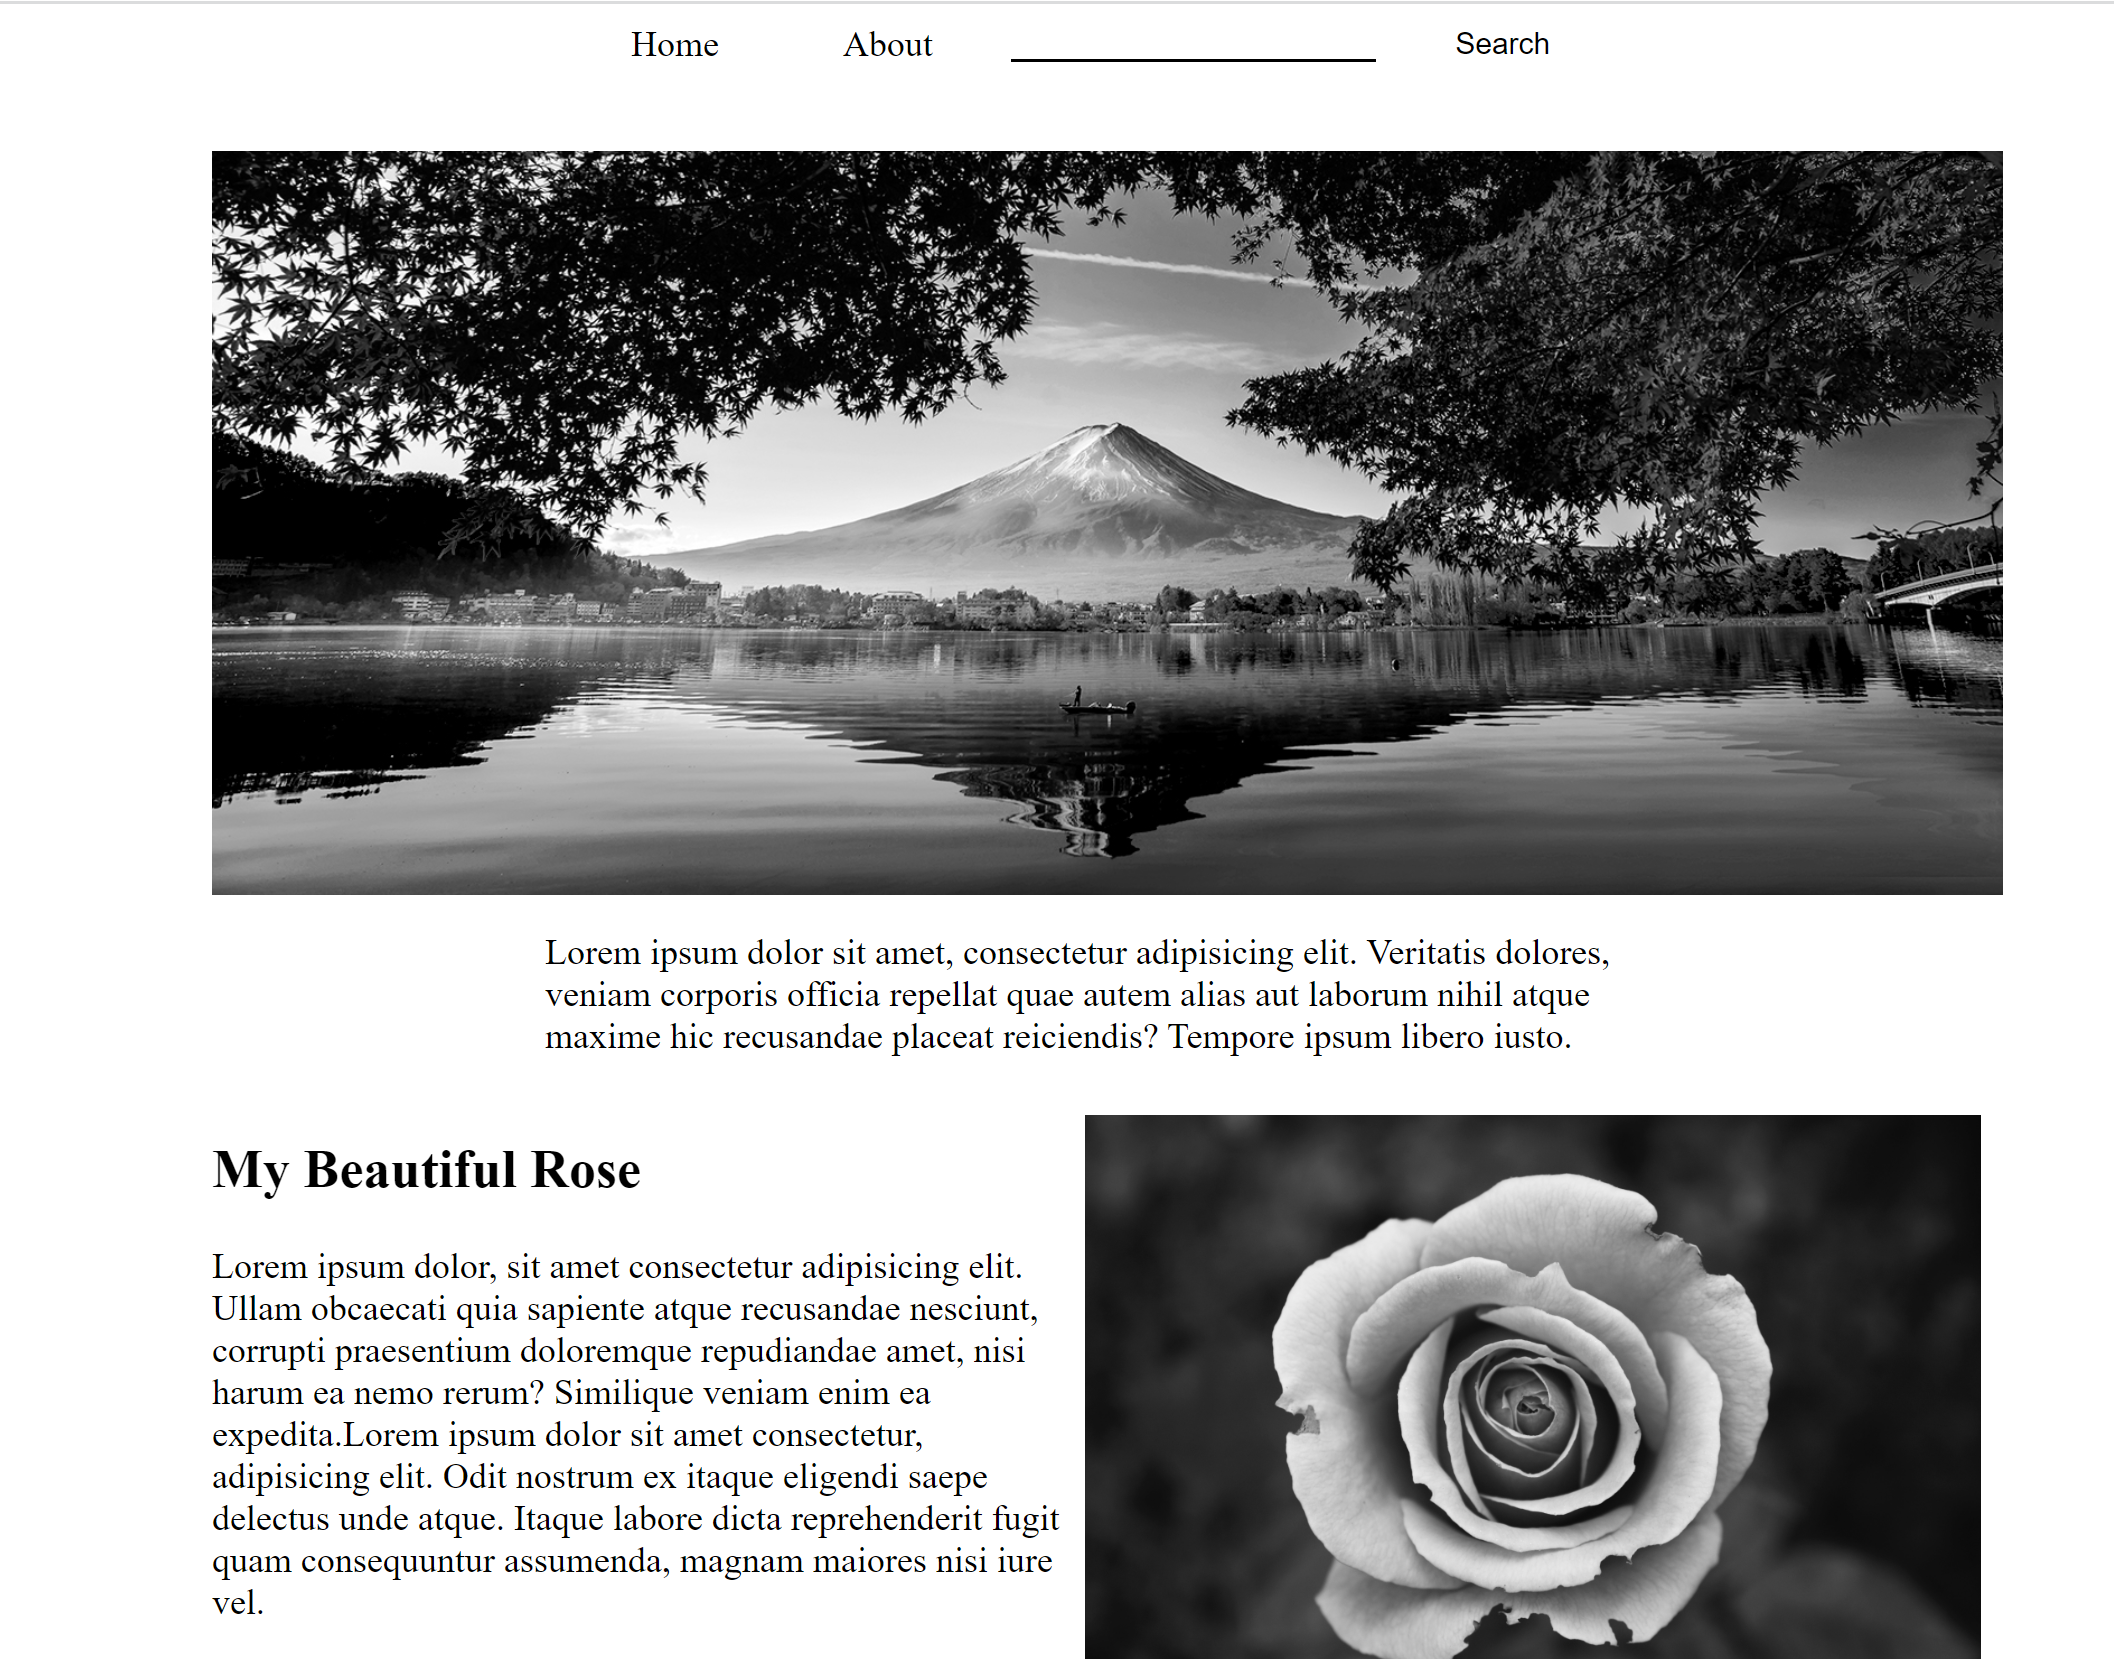 Home About Search
Lorem ipsum dolor sit amet, consectetur adipisicing elit. Veritatis dolores,
veniam corporis officia repellat quae autem alias aut laborum nihil atque
maxime hic recusandae placeat reiciendis? Tempore ipsum libero iusto.
My Beautiful Rose
Lorem ipsum dolor, sit amet consectetur adipisicing elit.
Ullam obcaecati quia sapiente atque recusandae nesciunt,
corrupti praesentium doloremque repudiandae amet, nisi
harum ea nemo rerum? Similique veniam enim ea
expedita.Lorem ipsum dolor sit amet consectetur,
adipisicing elit. Odit nostrum ex itaque eligendi saepe
delectus unde atque. Itaque labore dicta reprehenderit fugit
quam consequuntur assumenda, magnam maiores nisi iure
vel.